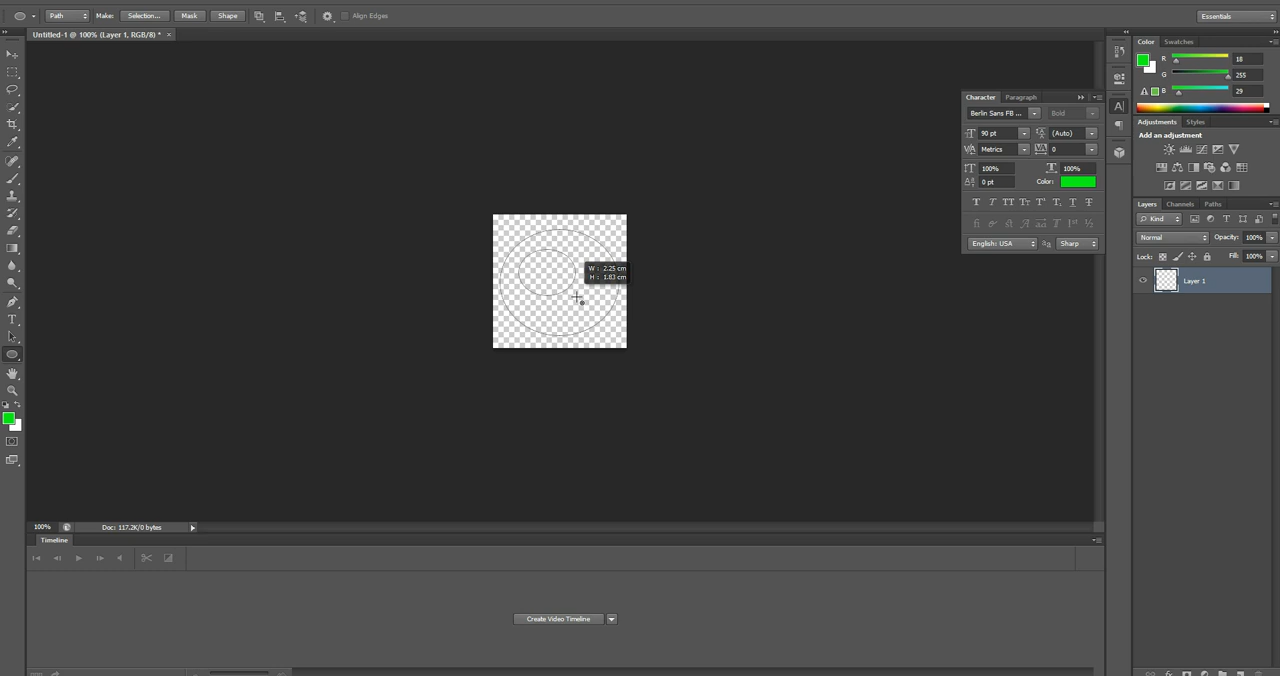 Path Make: Selection... Mask Shape Align Edges Essentials
Untitled-1 @ 100% (Layer 1, RGB/8) * ×
Color Swatches
R 18
G 255
B 29
Character Paragraph
Berlin Sans FB ... Bold
90 pt (Auto)
Metrics 0
100% 100%
0 pt Color:
English: USA Sharp
Adjustments Styles
Add an adjustment
Layers Channels Paths
Kind
Normal Opacity: 100%
Lock: Fill: 100%
Layer 1
W : 2.25 cm
H : 1.83 cm
100% Doc: 117.2K/0 bytes
Timeline
Create Video Timeline